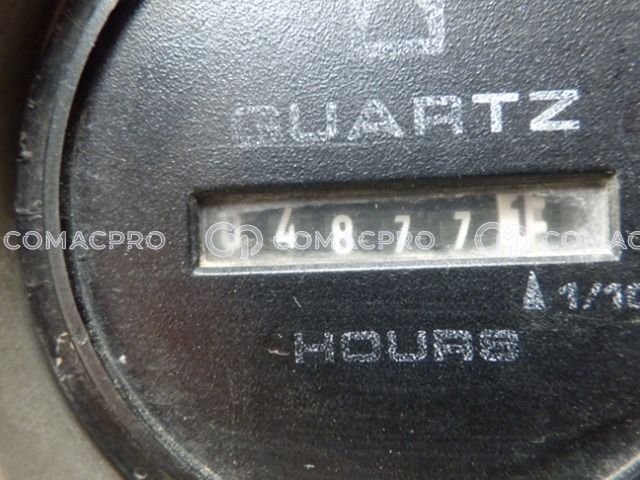 QUARTZ
4877
COMACPRO COMACPRO COMACPRO
1/10
HOURS